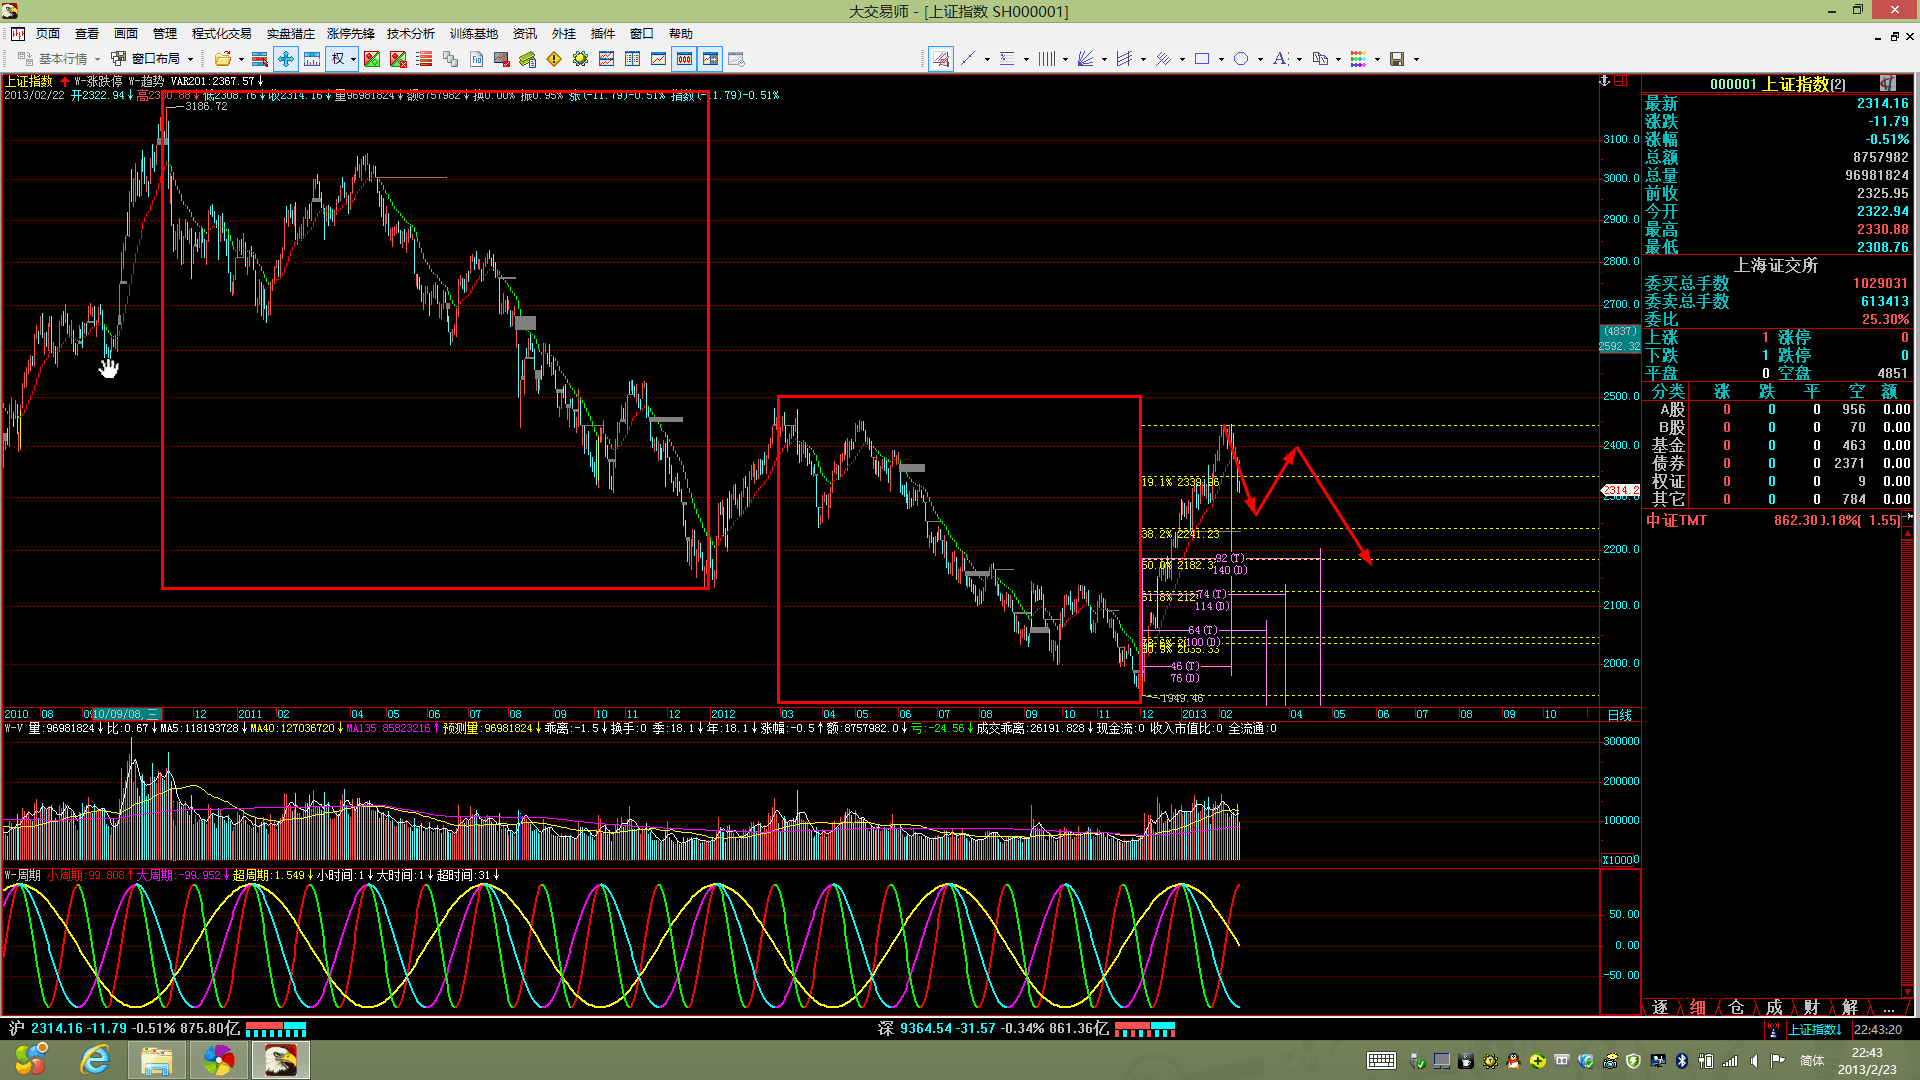 大交易师 - [上证指数 SH000001]
页面 查看 画面 管理 程式化交易 实盘猎庄 涨停先锋 技术分析 训练基地 资讯 外挂 插件 窗口 帮助
基本行情 窗口布局 权
上证指数 W-涨跌停 W-趋势 VAR201:2367.57↓
2013/02/22 开2322.94↓高2330.88↓低2308.76↓收2314.16↓量96981824↓额8757982↓换0.00% 振0.95% 涨(-11.79)-0.51% 指数(-11.79)-0.51%
3186.72
3100.0
3000.0
2900.0
2800.0
2700.0
(4837)
2592.32
2500.0
2400.0
2314.2
2300.0
2200.0
2100.0
2000.0
19.1% 2339.96
38.2% 2241.23
50.0% 2182.3
92(T)
140(D)
74(T)
114(D)
64(T)
100(D)
46(T)
76(D)
1949.46
2010 08 10/09/08,三 12 2011 02 04 05 06 07 08 09 10 11 12 2012 03 04 05 06 07 08 09 10 11 12 2013 02 04 05 06 07 08 09 10 日线
W-V 量:96981824↓比:0.67↓MA5:118193728↓MA40:127036720↓MA135:85823216↑预测量:96981824↓乖离:-1.5↓换手:0 季:18.1↓年:18.1↓涨幅:-0.5↑额:8757982.0↓亏:-24.56↓成交乖离:26191.828↓现金流:0 收入市值比:0 全流通:0
300000
200000
100000
X10000
W-周期 小周期:99.808↑大周期:-99.952↓超周期:1.549↓小时间:1↓大时间:1↓超时间:31↓
50.00
0.00
-50.00
000001 上证指数(2)
最新 2314.16
涨跌 -11.79
涨幅 -0.51%
总额 8757982
总量 96981824
前收 2325.95
今开 2322.94
最高 2330.88
最低 2308.76
上海证交所
委买总手数 1029031
委卖总手数 613413
委比 25.30%
上涨 1 涨停 0
下跌 1 跌停 0
平盘 0 空盘 4851
分类 涨 跌 平 空 额
A股 0 0 0 956 0.00
B股 0 0 0 70 0.00
基金 0 0 0 463 0.00
债券 0 0 0 2371 0.00
权证 0 0 0 9 0.00
其它 0 0 0 784 0.00
中证TMT 862.30 0.18%( 1.55)
逐 细 仓 成 财 解 ...
沪 2314.16 -11.79 -0.51% 875.80亿 深 9364.54 -31.57 -0.34% 861.36亿 上证指数 22:43:20
简体 22:43
2013/2/23